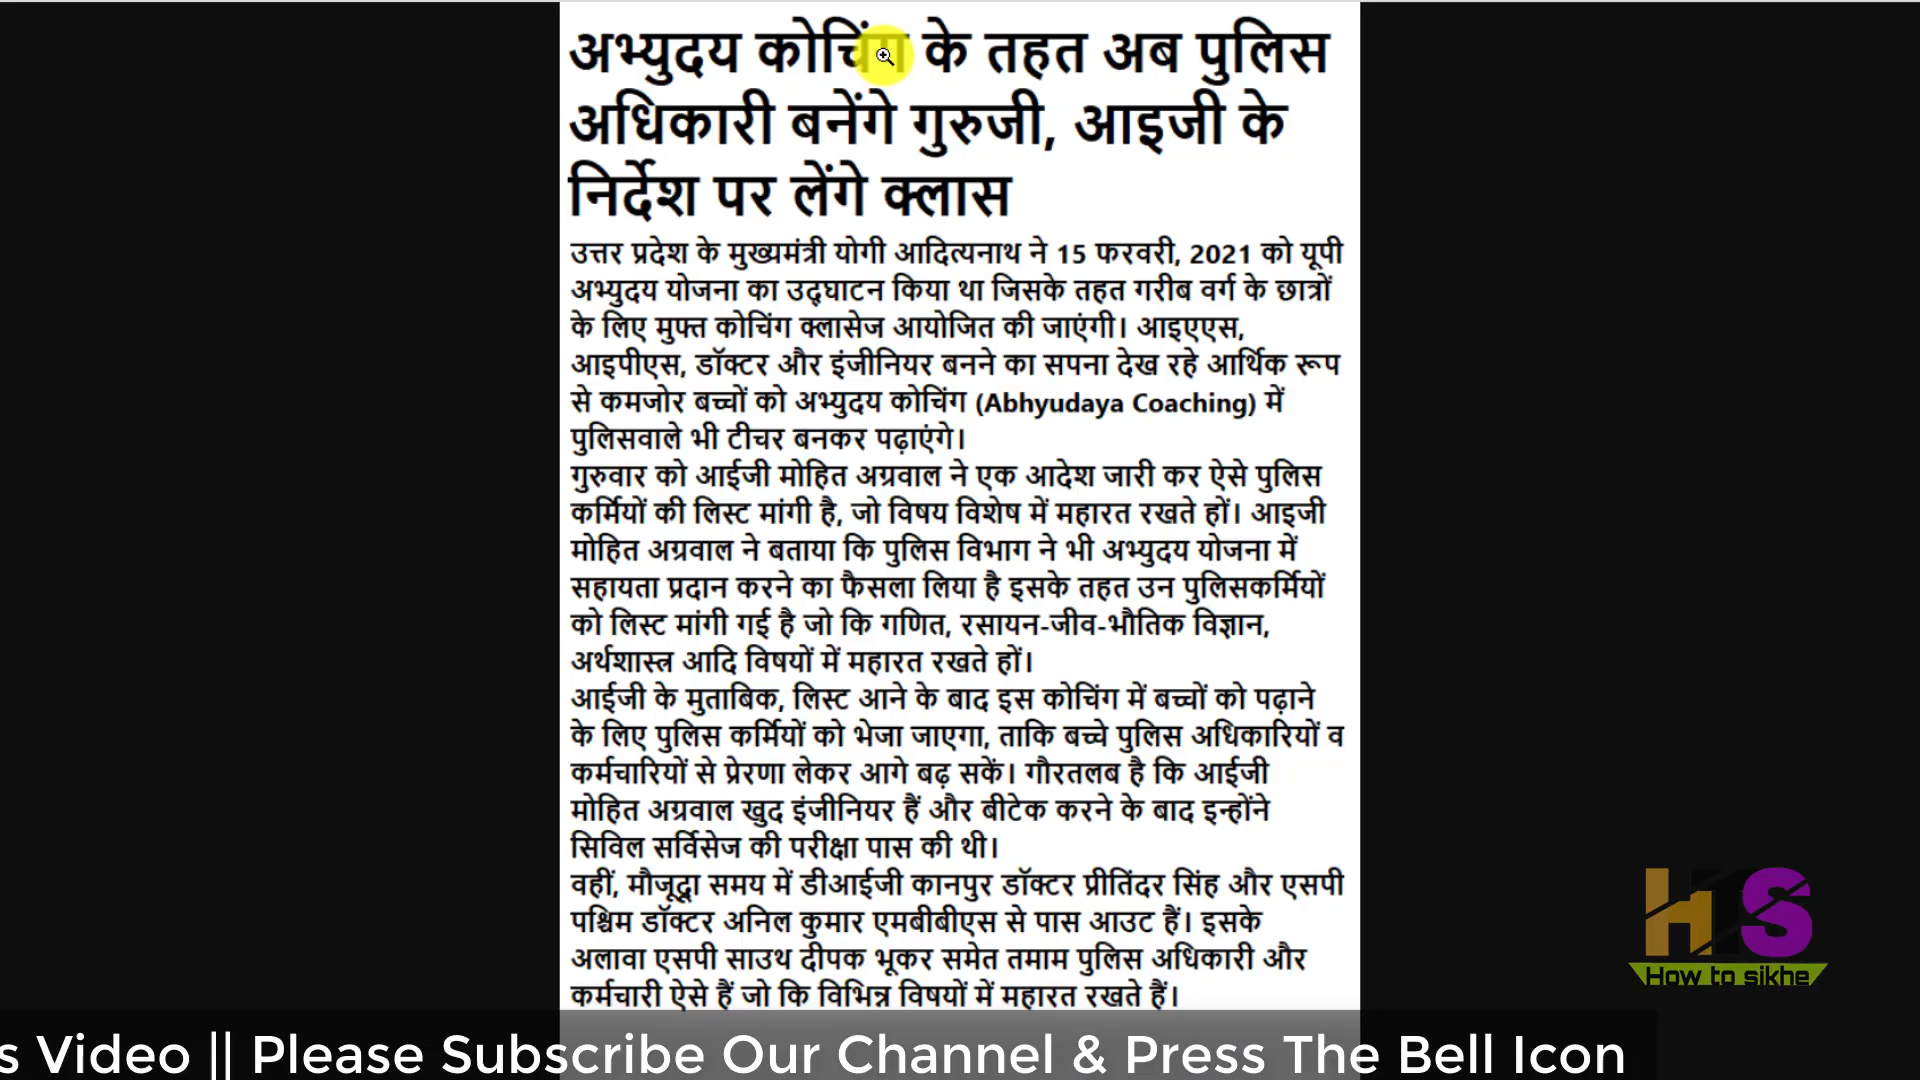 अभ्युदय कोचिंग के तहत अब पुलिस
अधिकारी बनेंगे गुरुजी, आइजी के
निर्देश पर लेंगे क्लास
उत्तर प्रदेश के मुख्यमंत्री योगी आदित्यनाथ ने 15 फरवरी, 2021 को यूपी
अभ्युदय योजना का उद्घाटन किया था जिसके तहत गरीब वर्ग के छात्रों
के लिए मुफ्त कोचिंग क्लासेज आयोजित की जाएंगी। आइएएस,
आइपीएस, डॉक्टर और इंजीनियर बनने का सपना देख रहे आर्थिक रूप
से कमजोर बच्चों को अभ्युदय कोचिंग (Abhyudaya Coaching) में
पुलिसवाले भी टीचर बनकर पढ़ाएंगे।
गुरुवार को आईजी मोहित अग्रवाल ने एक आदेश जारी कर ऐसे पुलिस
कर्मियों की लिस्ट मांगी है, जो विषय विशेष में महारत रखते हों। आइजी
मोहित अग्रवाल ने बताया कि पुलिस विभाग ने भी अभ्युदय योजना में
सहायता प्रदान करने का फैसला लिया है इसके तहत उन पुलिसकर्मियों
को लिस्ट मांगी गई है जो कि गणित, रसायन-जीव-भौतिक विज्ञान,
अर्थशास्त्र आदि विषयों में महारत रखते हों।
आईजी के मुताबिक, लिस्ट आने के बाद इस कोचिंग में बच्चों को पढ़ाने
के लिए पुलिस कर्मियों को भेजा जाएगा, ताकि बच्चे पुलिस अधिकारियों व
कर्मचारियों से प्रेरणा लेकर आगे बढ़ सकें। गौरतलब है कि आईजी
मोहित अग्रवाल खुद इंजीनियर हैं और बीटेक करने के बाद इन्होंने
सिविल सर्विसेज की परीक्षा पास की थी।
वहीं, मौजूद्वा समय में डीआईजी कानपुर डॉक्टर प्रीतिंदर सिंह और एसपी
पश्चिम डॉक्टर अनिल कुमार एमबीबीएस से पास आउट हैं। इसके
अलावा एसपी साउथ दीपक भूकर समेत तमाम पुलिस अधिकारी और
कर्मचारी ऐसे हैं जो कि विभिन्न विषयों में महारत रखते हैं।
HTS
How to sikhe
s Video || Please Subscribe Our Channel & Press The Bell Icon